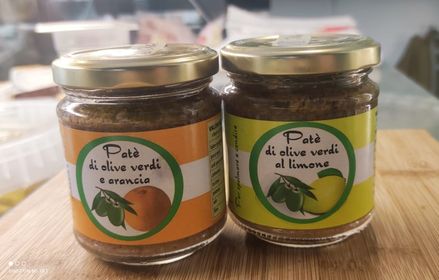 Patè
di olive verdi
e arancia
Patè
di olive verdi
al limone